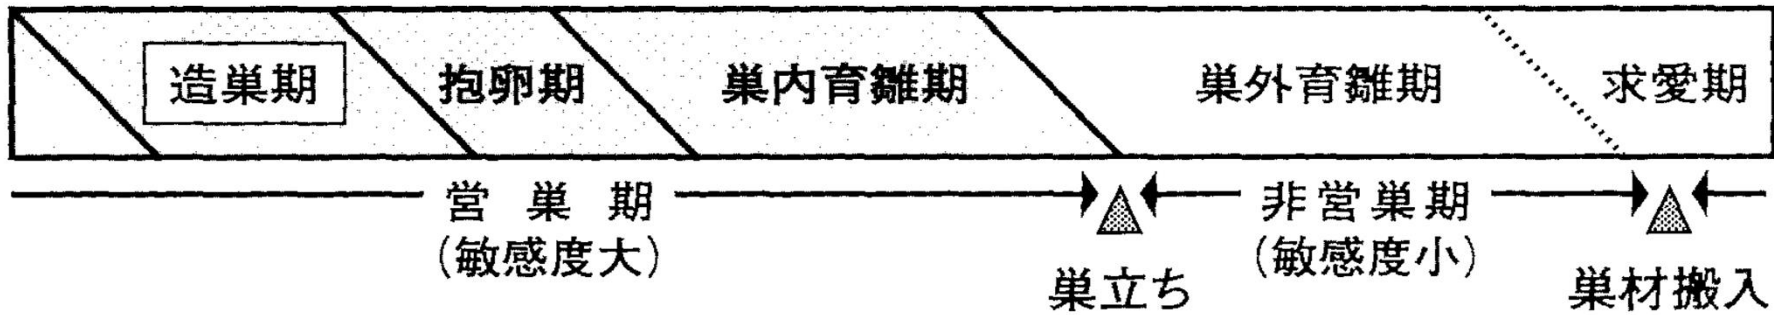 造巣期 抱卵期 巣内育雛期 巣外育雛期 求愛期
営巣期 非営巣期
(敏感度大) (敏感度小)
巣立ち 巣材搬入